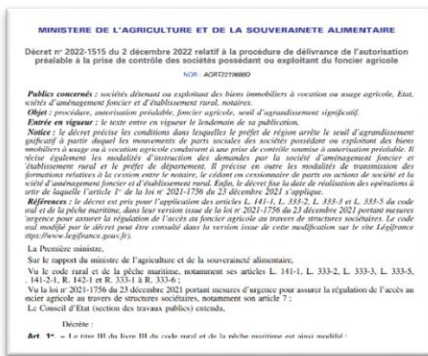 MINISTERE DE L'AGRICULTURE ET DE LA SOUVERAINETE ALIMENTAIRE
Décret n° 2022-1515 du 2 décembre 2022 relatif à la procédure de délivrance de l'autorisation
préalable à la prise de contrôle des sociétés possédant ou exploitant du foncier agricole
NOR : AGRT2219688D
Publics concernés : sociétés détentant ou exploitant des biens immobiliers à vocation ou usage agricole, Etat,
ciétés d'aménagement foncier et d'établissement rural, notaires.
Objet : procédure, autorisation préalable, foncier agricole, seuil d'agrandissement significatif.
Entrée en vigueur : le texte entre en vigueur le lendemain de sa publication.
Notice : le décret précise les conditions dans lesquelles le préfet de région arrête le seuil d'agrandissement
gnificatif à partir duquel les mouvements de parts sociales des sociétés possédant ou exploitant des biens
mobiliers à usage ou à vocation agricole conduisent à une prise de contrôle soumise à autorisation préalable. Il
récise également les modalités d'instruction des demandes par la société d'aménagement foncier et
établissement rural et le préfet de département. Il précise en outre les modalités de transmission des
formations relatives à la cession entre le notaire, le cédant ou cessionnaire de parts ou actions de société et la
ciété d'aménagement foncier et d'établissement rural. Enfin, le décret fixe la date de réalisation des opérations à
rtir de laquelle l'article 1er de la loi n° 2021-1756 du 23 décembre 2021 s'applique.
Références : le décret est pris pour l'application des articles L. 141-1, L. 333-2, L. 333-3 et L. 333-5 du code
ral et de la pêche maritime, dans leur version issue de la loi n° 2021-1756 du 23 décembre 2021 portant mesures
urgence pour assurer la régulation de l'accès au foncier agricole au travers de structures sociétaires. Le code
ral modifié par le décret peut être consulté dans la version issue de cette modification sur le site Légifrance
ttps://www.legifrance.gouv.fr).
La Première ministre,
Sur le rapport du ministre de l'agriculture et de la souveraineté alimentaire,
Vu le code rural et de la pêche maritime, notamment ses articles L. 141-1, L. 333-2, L. 333-3, L. 333-5,
. 141-2-1, R. 142-1 et R. 333-1 à R. 333-6 ;
Vu la loi n° 2021-1756 du 23 décembre 2021 portant mesures d'urgence pour assurer la régulation de l'accès au
ncier agricole au travers de structures sociétaires, notamment son article 7 ;
Le Conseil d'Etat (section des travaux publics) entendu,
Décrète :
Art. 1er. – Le titre III du livre III du code rural et de la pêche maritime est ainsi modifié :